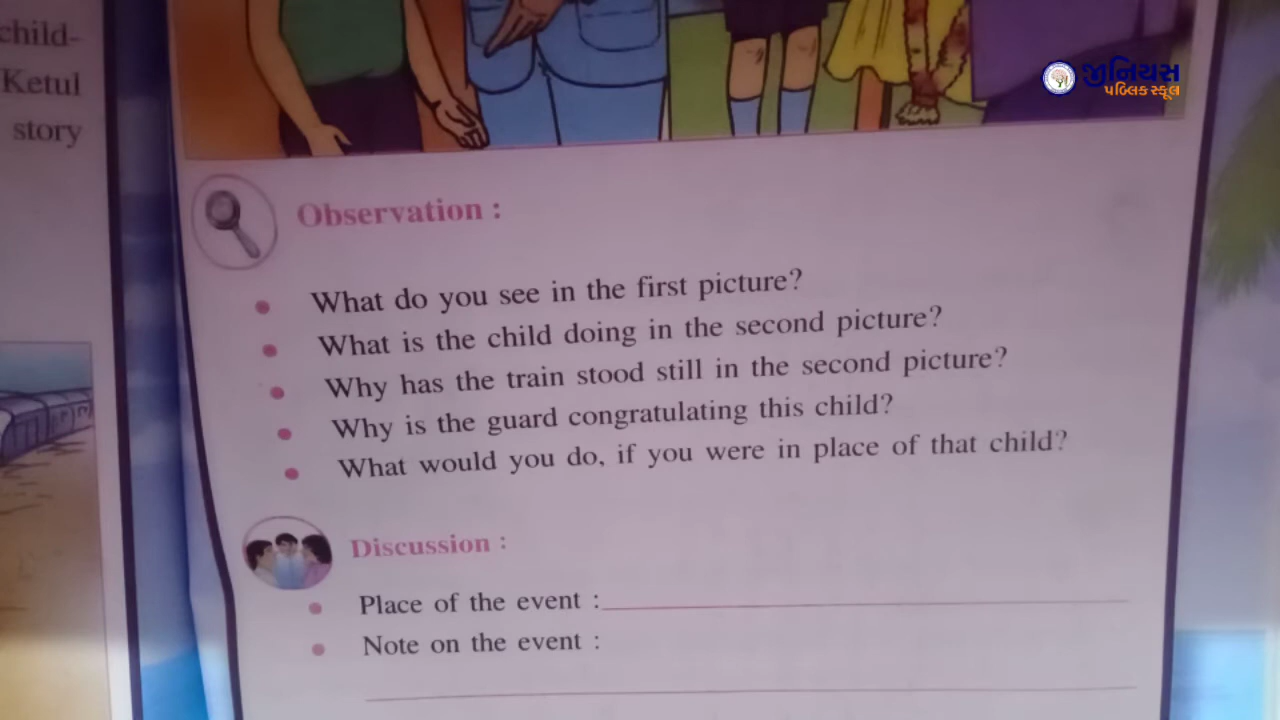 child-
Ketul
story
જીનિયસ
પબ્લિક સ્કૂલ
Observation :
What do you see in the first picture?
What is the child doing in the second picture?
Why has the train stood still in the second picture?
Why is the guard congratulating this child?
What would you do, if you were in place of that child?
Discussion :
Place of the event :
Note on the event :